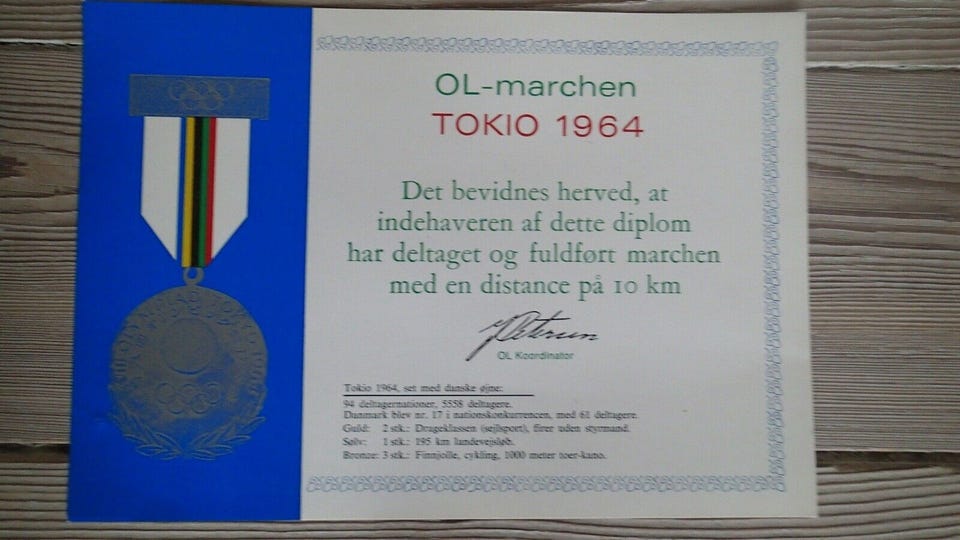 OL-marchen
TOKIO 1964
Det bevidnes herved, at
indehaveren af dette diplom
har deltaget og fuldført marchen
med en distance på 10 km
Petersen
OL Koordinator
Tokio 1964, set med danske øjne:
94 deltagernationer, 5558 deltagere.
Danmark blev nr. 17 i nationskonkurrencen, med 61 deltagere.
Guld: 2 stk.: Drageklassen (sejlsport), firer uden styrmand.
Sølv: 1 stk.: 195 km landevejsløb.
Bronze: 3 stk.: Finnjolle, cykling, 1000 meter toer-kano.